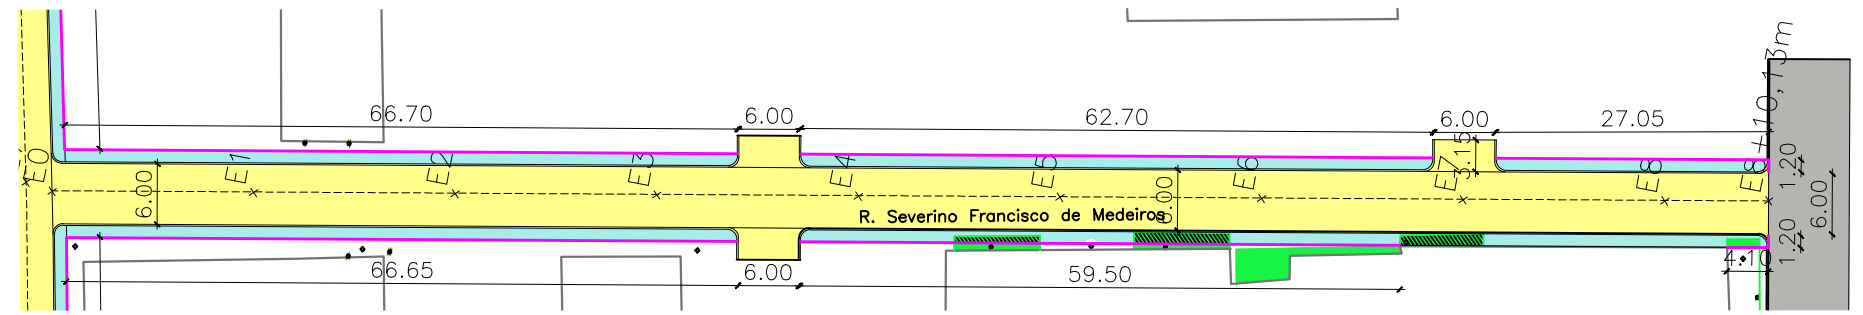 66.70
6.00
62.70
6.00
27.05
E8+10,13m
E0
E1
E2
E3
E4
E5
E6
E7
E8
3.15
1.20
6.00
6.00
6.00
R. Severino Francisco de Medeiros
1.20
4.10
66.65
6.00
59.50